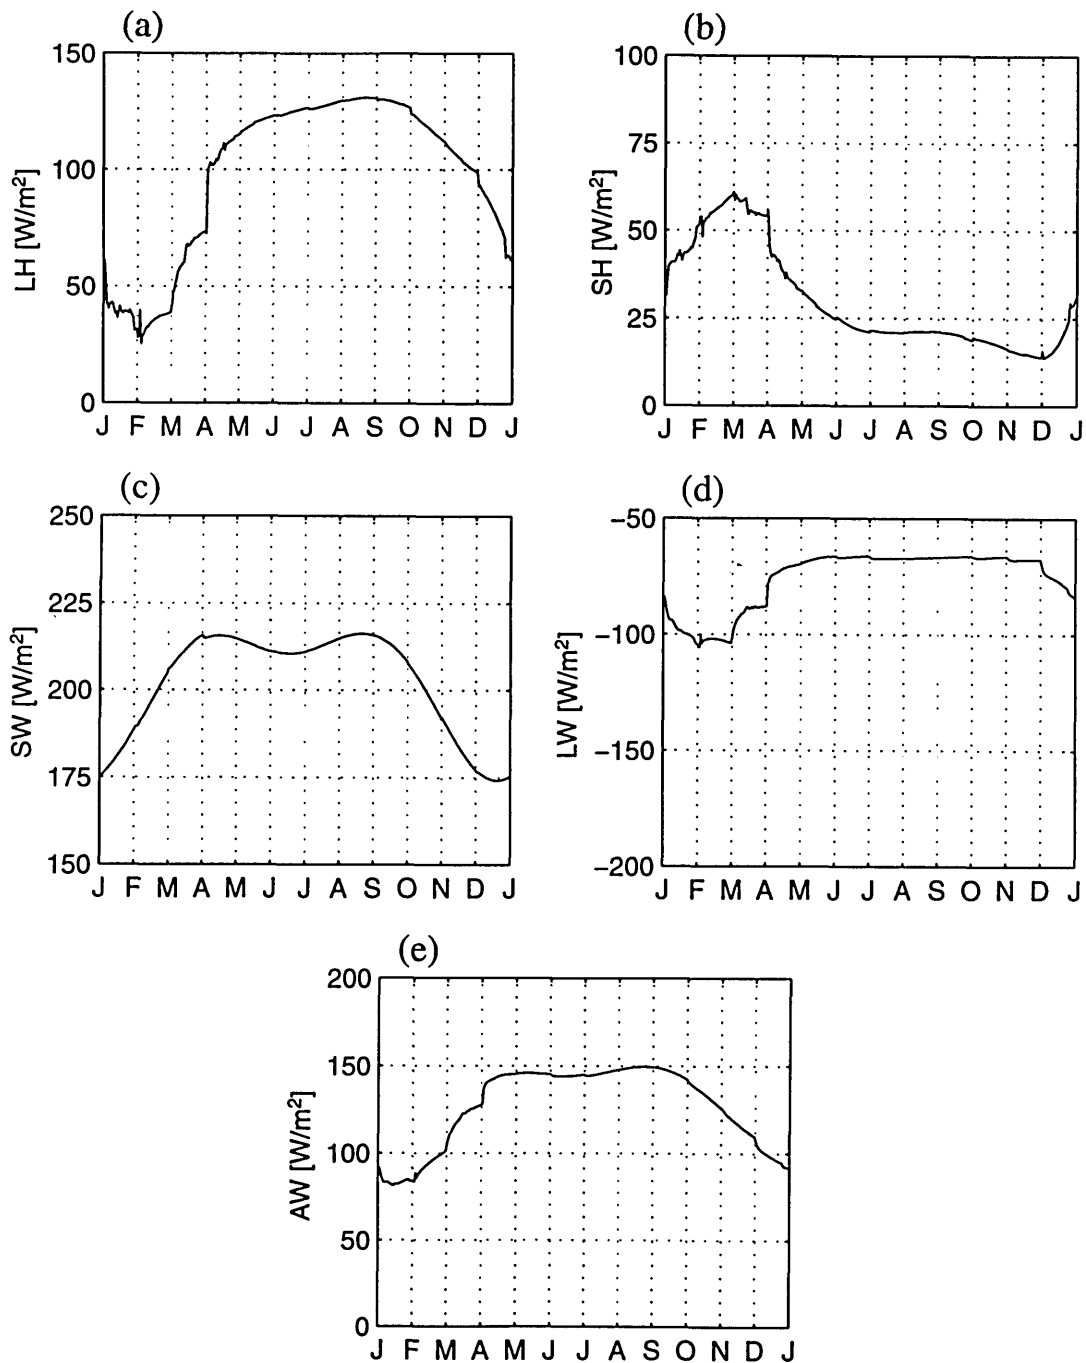 (a)
150
100
50
0
LH [W/m²]
J F M A M J J A S O N D J
(b)
100
75
50
25
0
SH [W/m²]
J F M A M J J A S O N D J
(c)
250
225
200
175
150
SW [W/m²]
J F M A M J J A S O N D J
(d)
−50
−100
−150
−200
LW [W/m²]
J F M A M J J A S O N D J
(e)
200
150
100
50
0
AW [W/m²]
J F M A M J J A S O N D J